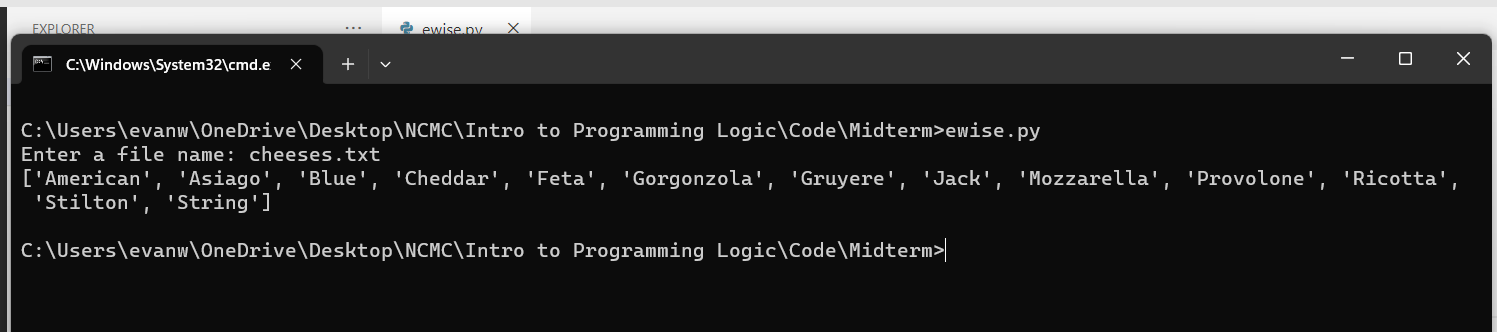 EXPLORER ... ewise.py
C:\Windows\System32\cmd.e
C:\Users\evanw\OneDrive\Desktop\NCMC\Intro to Programming Logic\Code\Midterm>ewise.py
Enter a file name: cheeses.txt
['American', 'Asiago', 'Blue', 'Cheddar', 'Feta', 'Gorgonzola', 'Gruyere', 'Jack', 'Mozzarella', 'Provolone', 'Ricotta',
'Stilton', 'String']
C:\Users\evanw\OneDrive\Desktop\NCMC\Intro to Programming Logic\Code\Midterm>